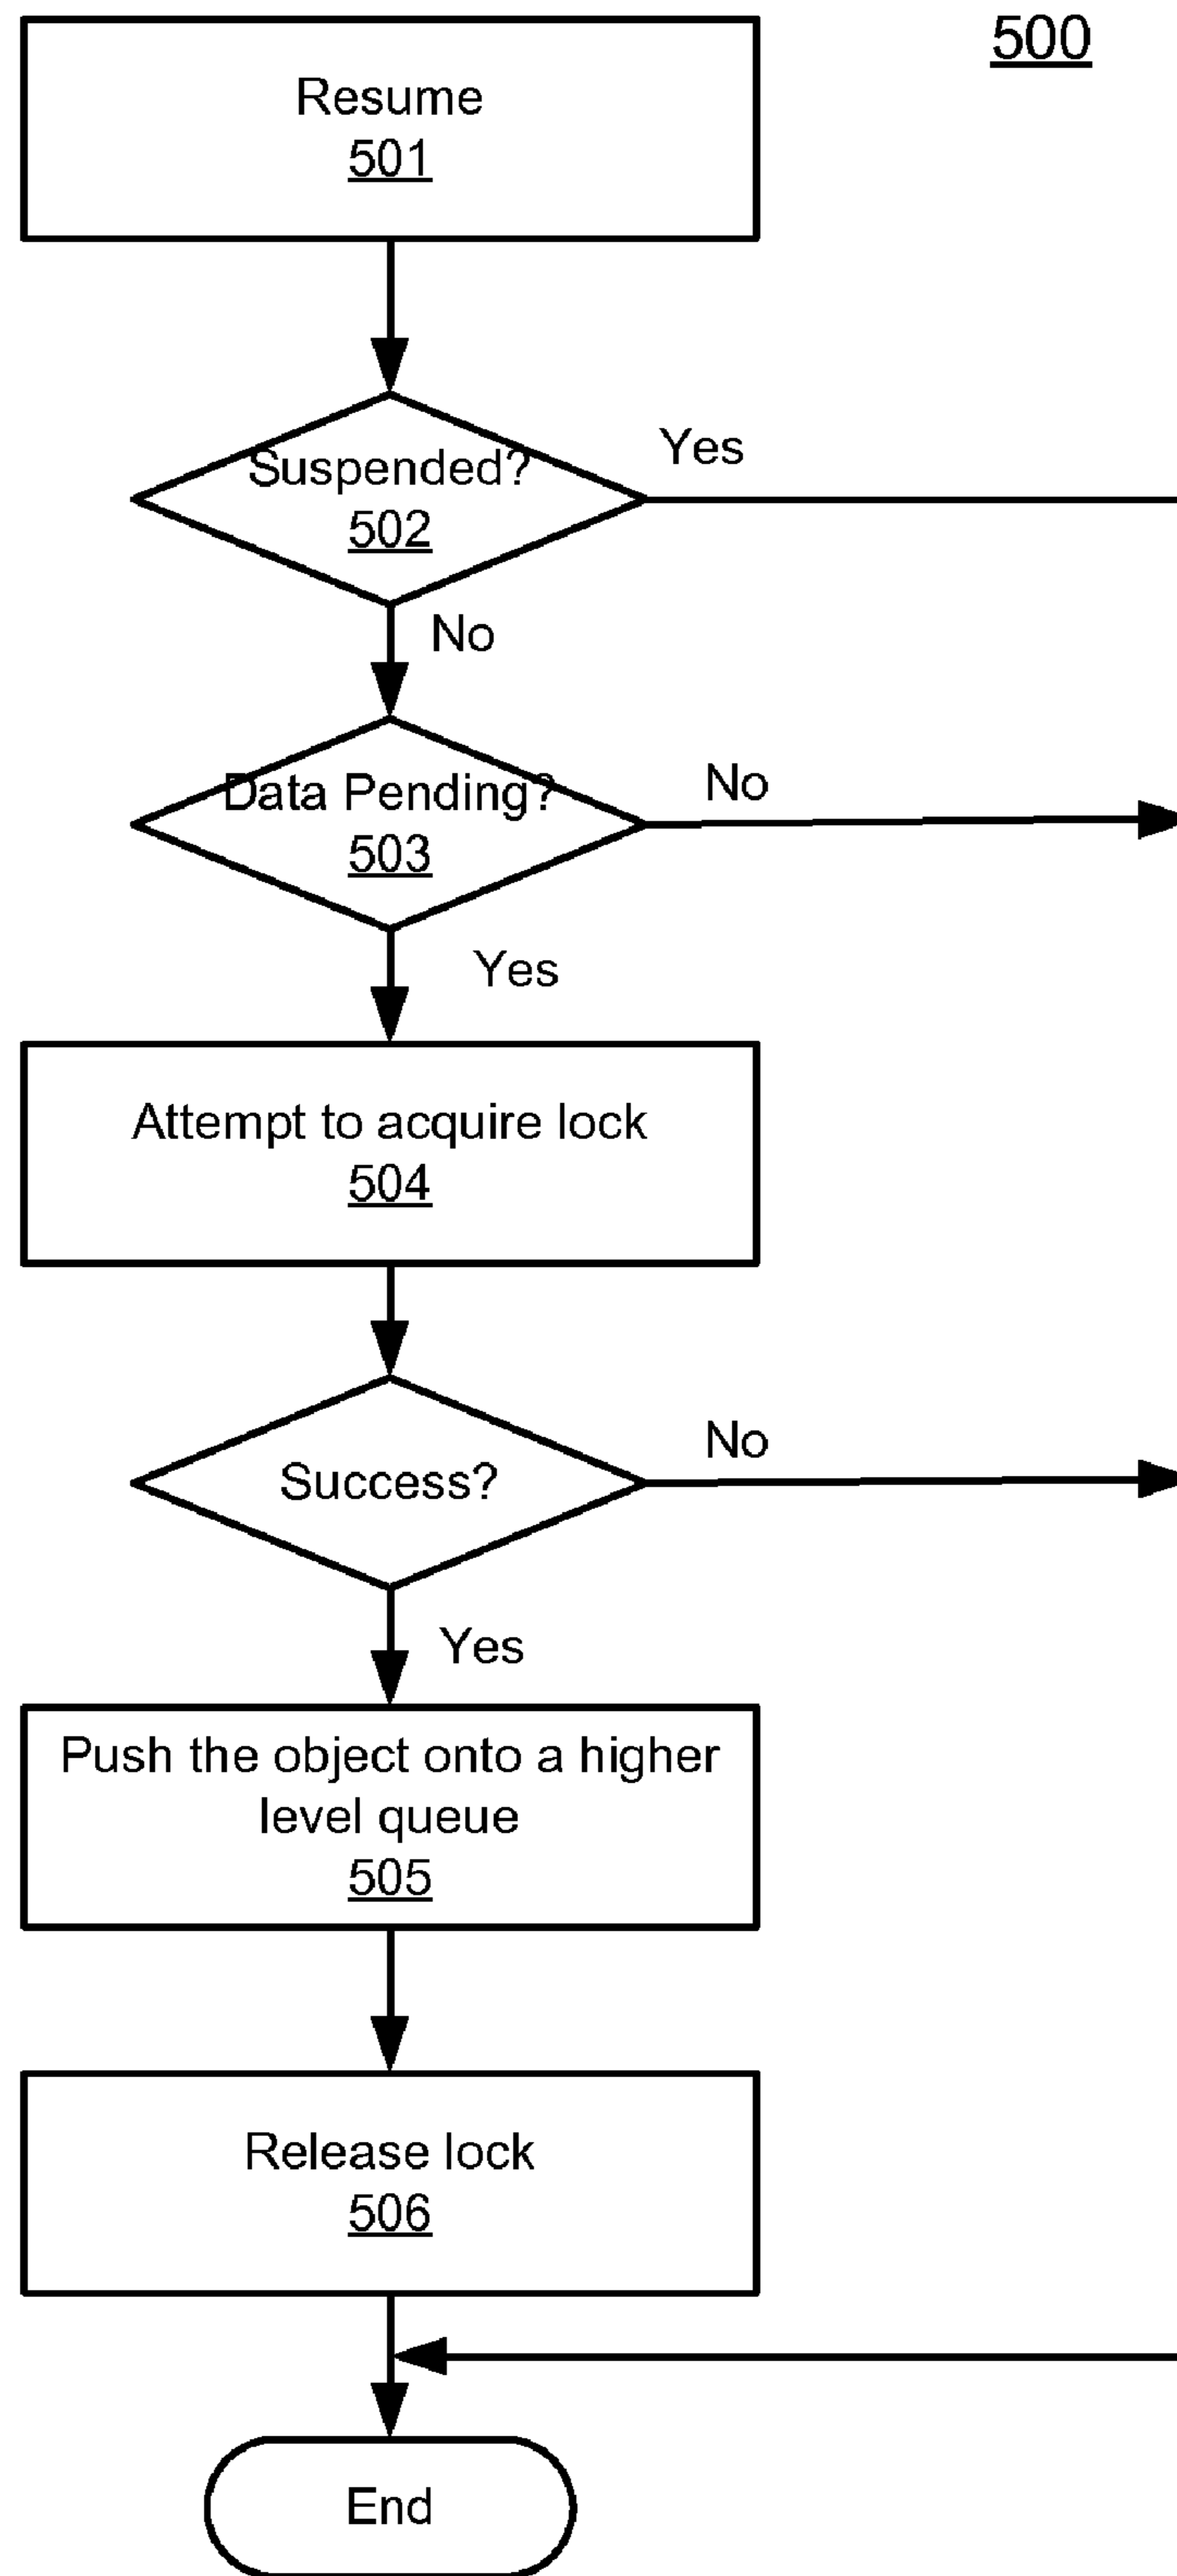 500
Resume
501
Suspended?
502
Yes
No
Data Pending?
503
No
Yes
Attempt to acquire lock
504
Success?
No
Yes
Push the object onto a higher
level queue
505
Release lock
506
End